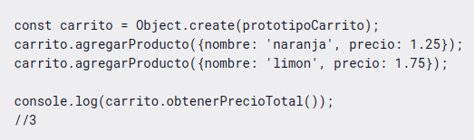 const carrito = Object.create(prototipoCarrito);
carrito.agregarProducto({nombre: 'naranja', precio: 1.25});
carrito.agregarProducto({nombre: 'limon', precio: 1.75});

console.log(carrito.obtenerPrecioTotal());
//3